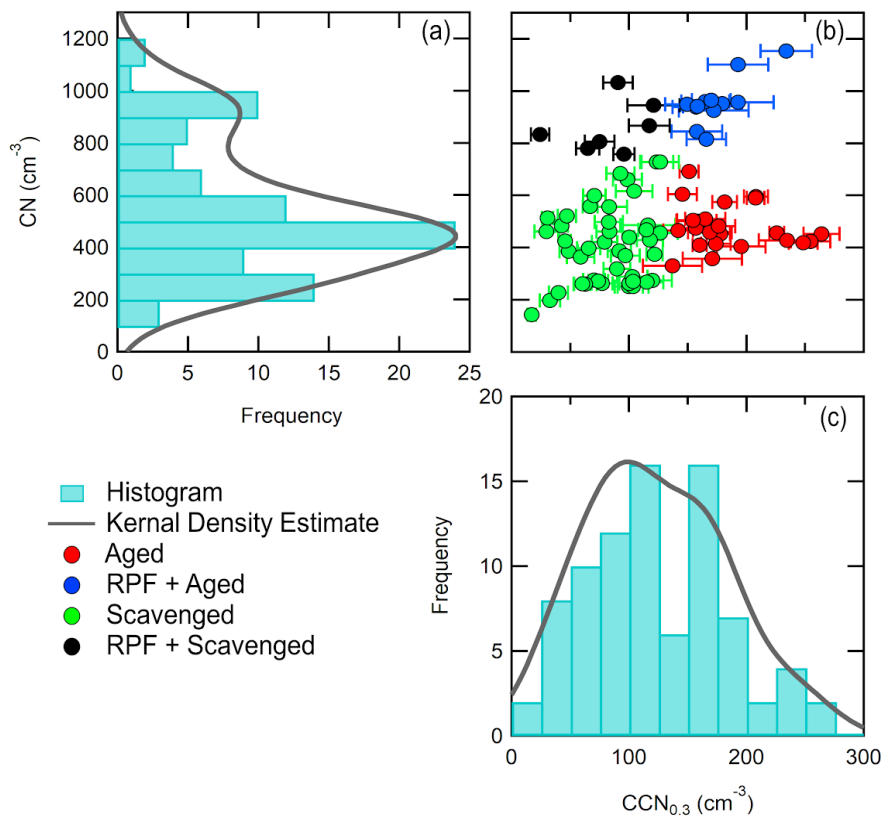 (a)
1200
1000
800
600
400
200
0
CN (cm⁻³)
0 5 10 15 20 25
Frequency
(b)
(c)
20
15
10
5
0
Frequency
0 100 200 300
CCN₀.₃ (cm⁻³)
Histogram
Kernal Density Estimate
Aged
RPF + Aged
Scavenged
RPF + Scavenged